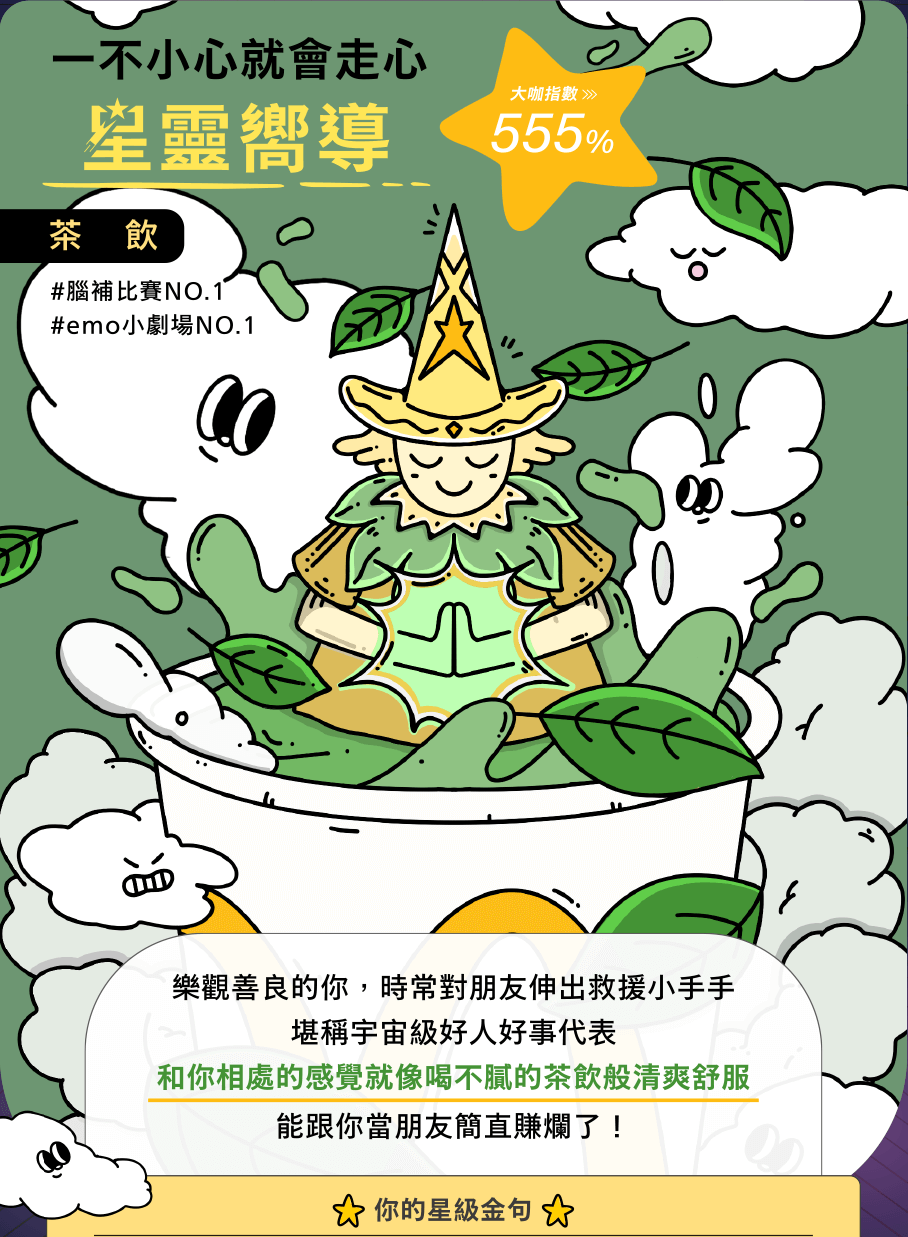 一不小心就會走心
星靈嚮導
大咖指數 >>>
555%
茶 飲
#腦補比賽NO.1
#emo小劇場NO.1
樂觀善良的你，時常對朋友伸出救援小手手
堪稱宇宙級好人好事代表
和你相處的感覺就像喝不膩的茶飲般清爽舒服
能跟你當朋友簡直賺爛了！
你的星級金句